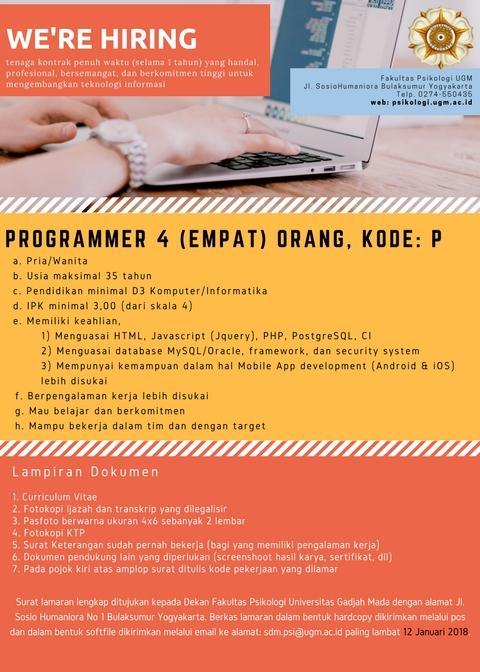 WE'RE HIRING
tenaga kontrak penuh waktu (selama 1 tahun) yang handal,
profesional, bersemangat, dan berkomitmen tinggi untuk
mengembangkan teknologi informasi
Fakultas Psikologi UGM
Jl. SosioHumaniora Bulaksumur Yogyakarta
Telp. 0274-550435
web: psikologi.ugm.ac.id
PROGRAMMER 4 (EMPAT) ORANG, KODE: P
a. Pria/Wanita
b. Usia maksimal 35 tahun
c. Pendidikan minimal D3 Komputer/Informatika
d. IPK minimal 3,00 (dari skala 4)
e. Memiliki keahlian,
1) Menguasai HTML, Javascript (Jquery), PHP, PostgreSQL, CI
2) Menguasai database MySQL/Oracle, framework, dan security system
3) Mempunyai kemampuan dalam hal Mobile App development (Android & iOS)
lebih disukai
f. Berpengalaman kerja lebih disukai
g. Mau belajar dan berkomitmen
h. Mampu bekerja dalam tim dan dengan target
Lampiran Dokumen
1. Curriculum Vitae
2. Fotokopi Ijazah dan transkrip yang dilegalisir
3. Pasfoto berwarna ukuran 4x6 sebanyak 2 lembar
4. Fotokopi KTP
5. Surat Keterangan sudah pernah bekerja (bagi yang memiliki pengalaman kerja)
6. Dokumen pendukung lain yang diperlukan (screenshoot hasil karya, sertifikat, dll)
7. Pada pojok kiri atas amplop surat ditulis kode pekerjaan yang dilamar
Surat lamaran lengkap ditujukan kepada Dekan Fakultas Psikologi Universitas Gadjah Mada dengan alamat Jl.
Sosio Humaniora No 1 Bulaksumur Yogyakarta. Berkas lamaran dalam bentuk hardcopy dikirimkan melalui pos
dan dalam bentuk softfile dikirimkan melalui email ke alamat: sdm.psi@ugm.ac.id paling lambat 12 Januari 2018.